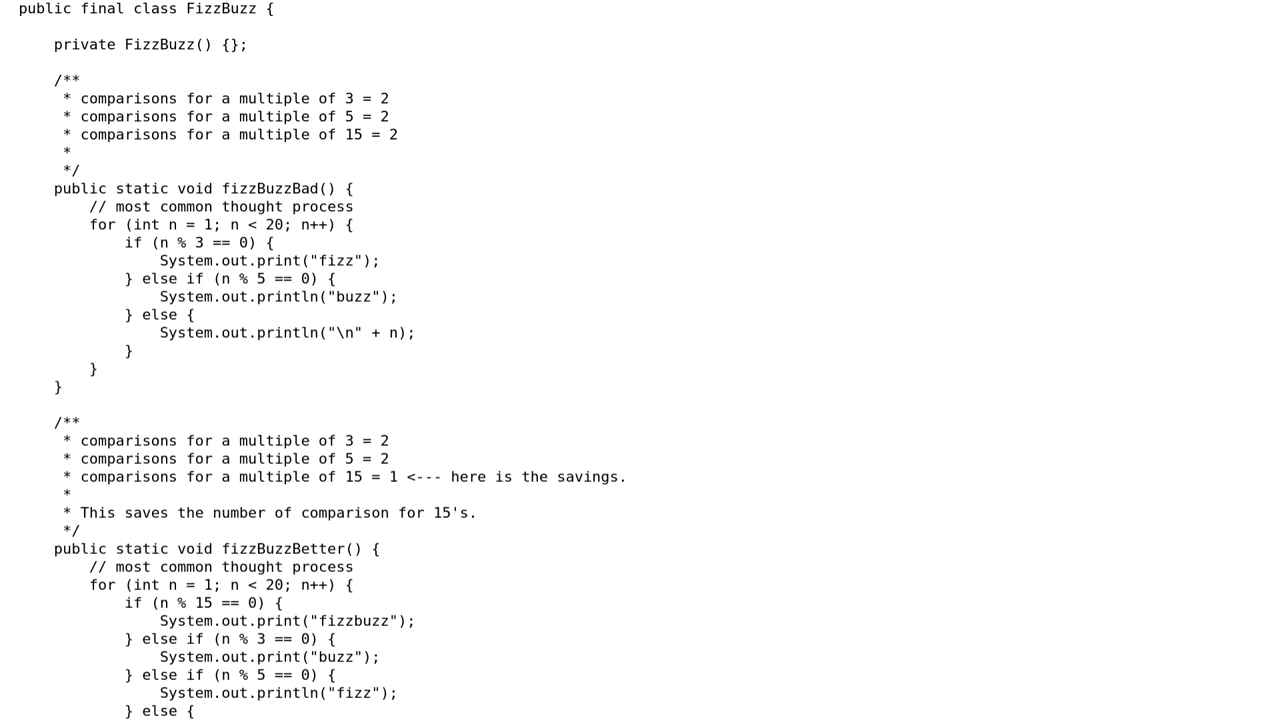 public final class FizzBuzz {
private FizzBuzz() {};
/**
* comparisons for a multiple of 3 = 2
* comparisons for a multiple of 5 = 2
* comparisons for a multiple of 15 = 2
*
*/
public static void fizzBuzzBad() {
// most common thought process
for (int n = 1; n < 20; n++) {
if (n % 3 == 0) {
System.out.print("fizz");
} else if (n % 5 == 0) {
System.out.println("buzz");
} else {
System.out.println("\n" + n);
}
}
}
/**
* comparisons for a multiple of 3 = 2
* comparisons for a multiple of 5 = 2
* comparisons for a multiple of 15 = 1 <--- here is the savings.
*
* This saves the number of comparison for 15's.
*/
public static void fizzBuzzBetter() {
// most common thought process
for (int n = 1; n < 20; n++) {
if (n % 15 == 0) {
System.out.print("fizzbuzz");
} else if (n % 3 == 0) {
System.out.print("buzz");
} else if (n % 5 == 0) {
System.out.println("fizz");
} else {